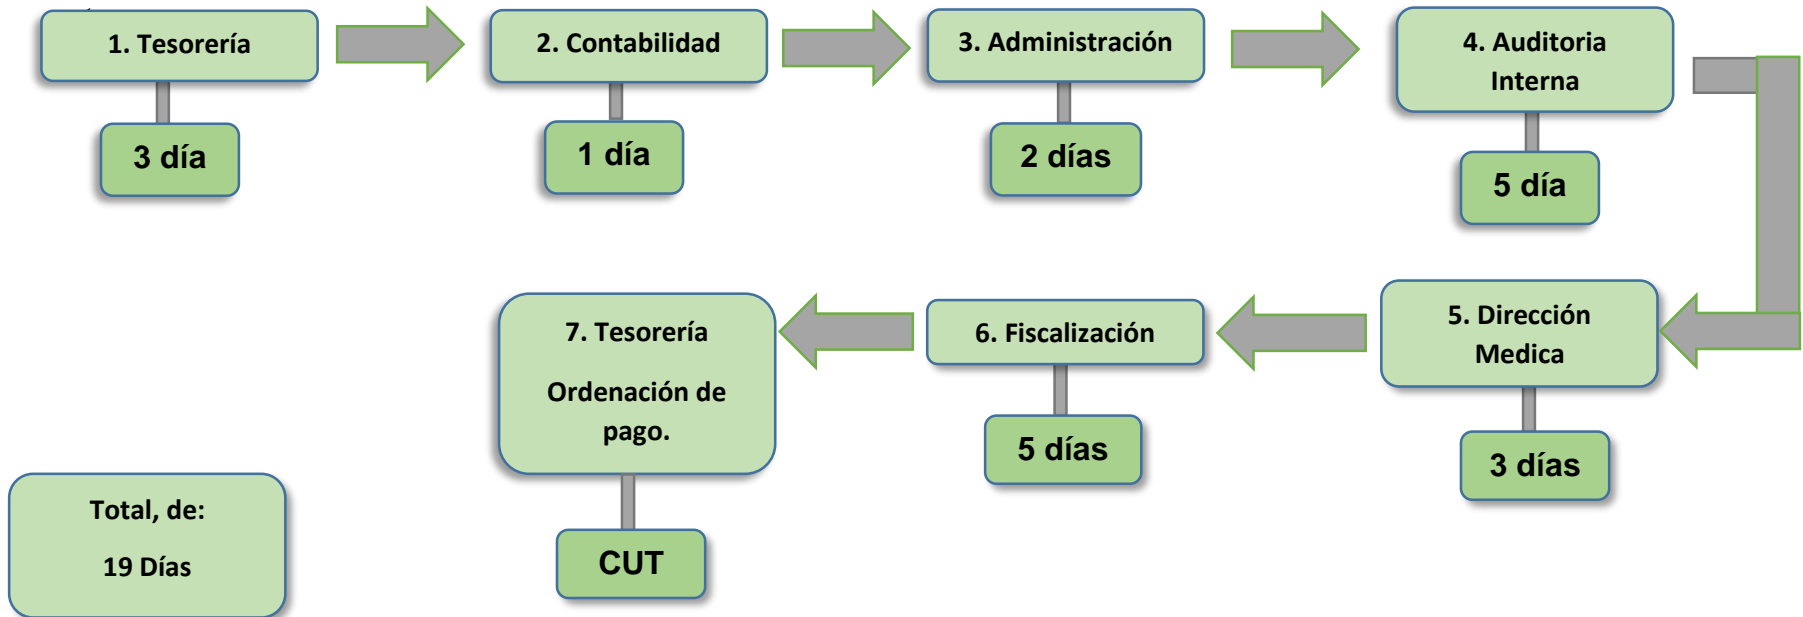 1. Tesorería
3 día
2. Contabilidad
1 día
3. Administración
2 días
4. Auditoria
Interna
5 día
5. Dirección
Medica
3 días
6. Fiscalización
5 días
7. Tesorería
Ordenación de
pago.
CUT
Total, de:
19 Días